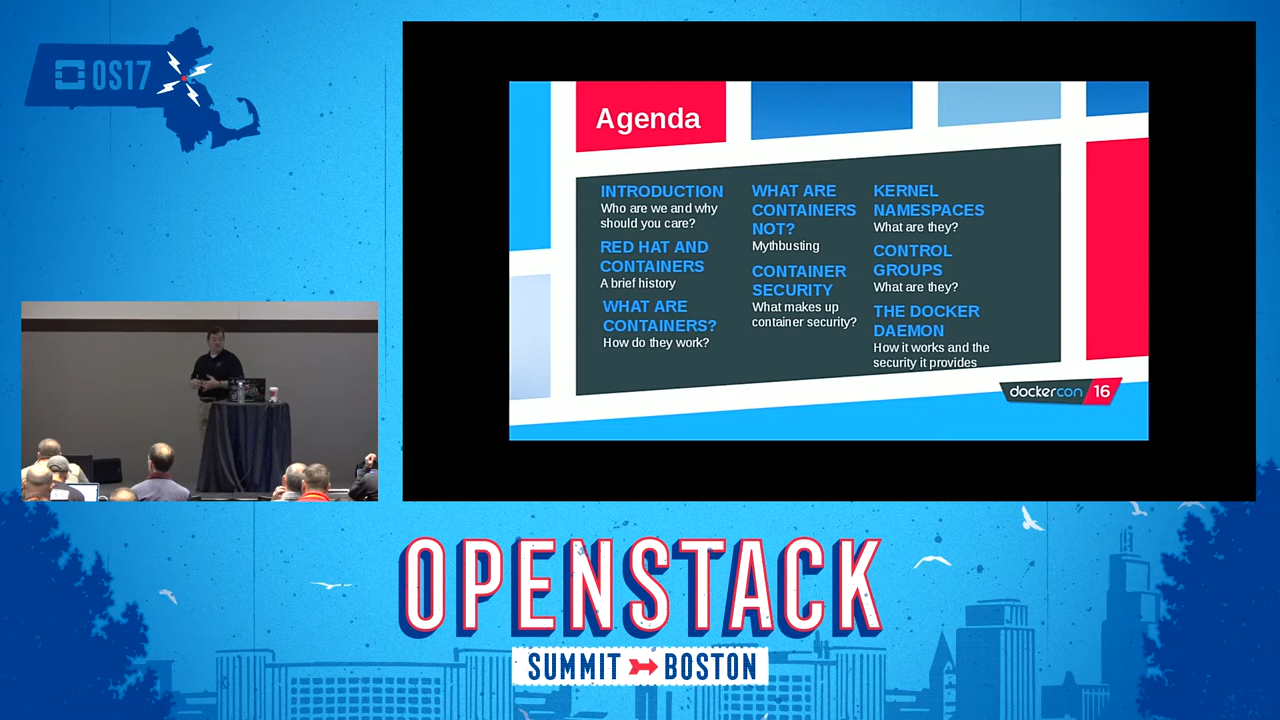 OS17
Agenda
INTRODUCTION
Who are we and why
should you care?
RED HAT AND
CONTAINERS
A brief history
WHAT ARE
CONTAINERS?
How do they work?
WHAT ARE
CONTAINERS
NOT?
Mythbusting
CONTAINER
SECURITY
What makes up
container security?
KERNEL
NAMESPACES
What are they?
CONTROL
GROUPS
What are they?
THE DOCKER
DAEMON
How it works and the
security it provides
dockercon 16
OPENSTACK
SUMMIT BOSTON